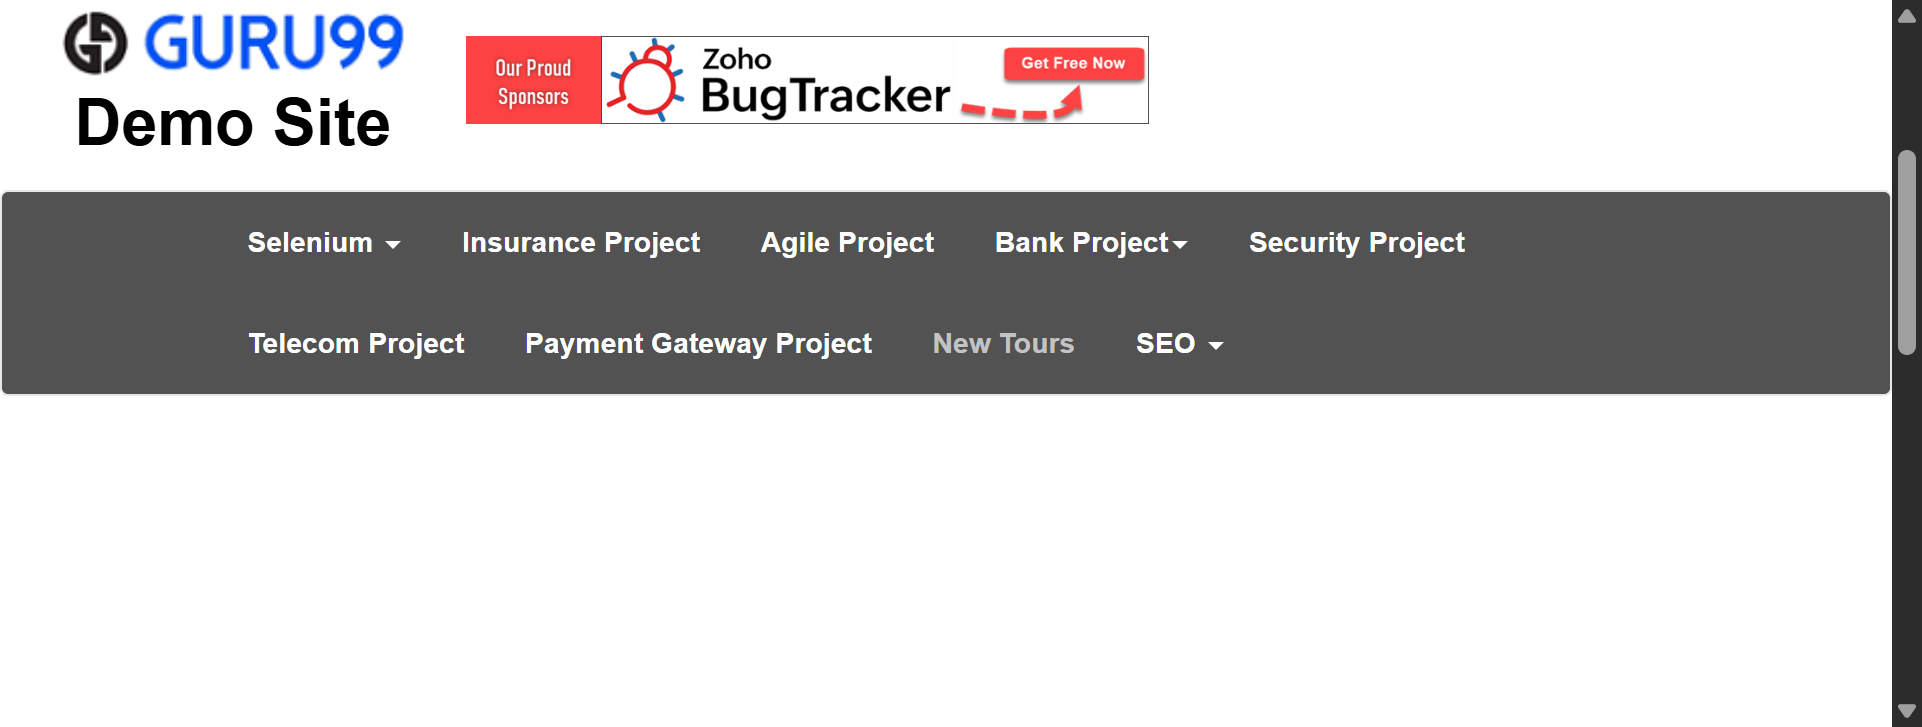 GURU99
Demo Site
Our Proud
Sponsors
Zoho
BugTracker
Get Free Now
Selenium
Insurance Project
Agile Project
Bank Project
Security Project
Telecom Project
Payment Gateway Project
New Tours
SEO